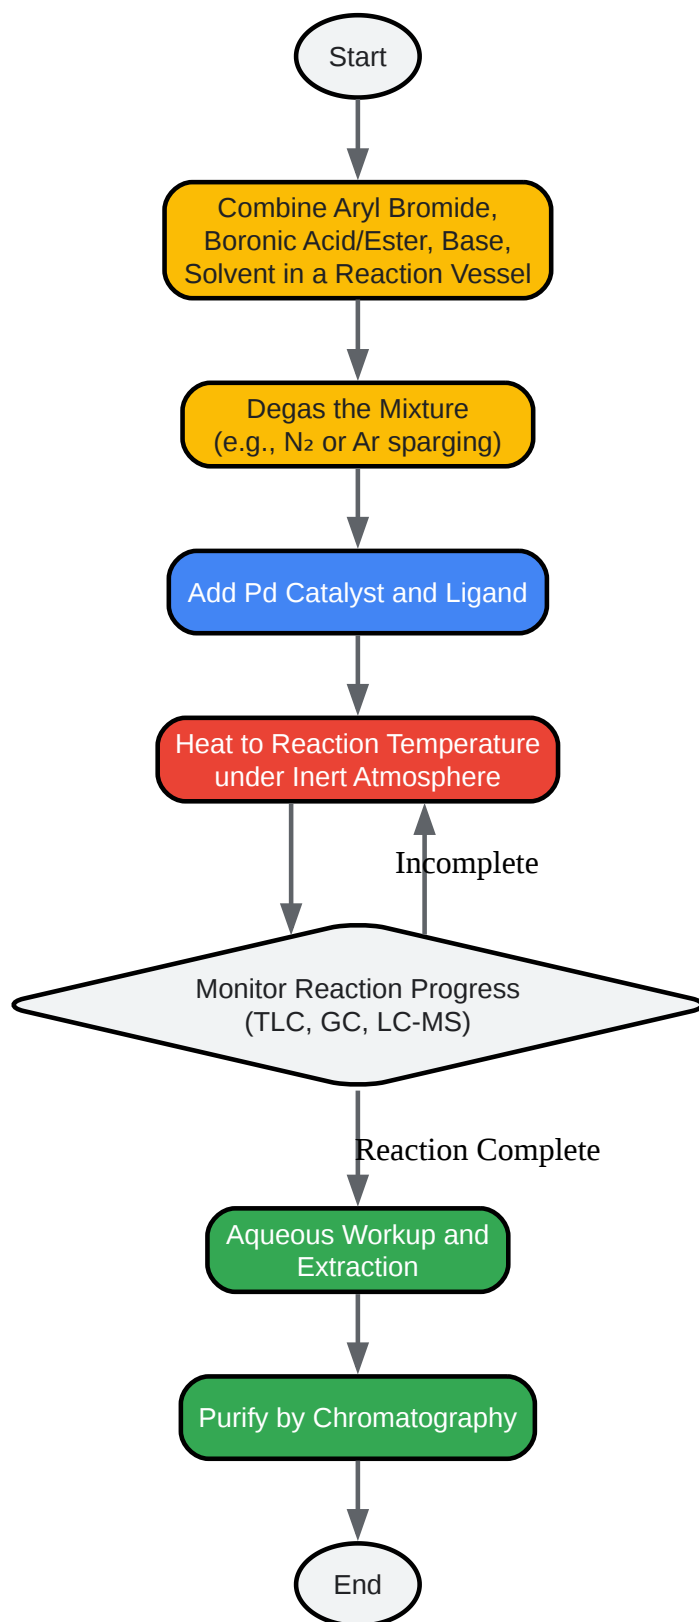 Start
Combine Aryl Bromide,
Boronic Acid/Ester, Base,
Solvent in a Reaction Vessel
Degas the Mixture
(e.g., N₂ or Ar sparging)
Add Pd Catalyst and Ligand
Heat to Reaction Temperature
under Inert Atmosphere
Incomplete
Monitor Reaction Progress
(TLC, GC, LC-MS)
Reaction Complete
Aqueous Workup and
Extraction
Purify by Chromatography
End